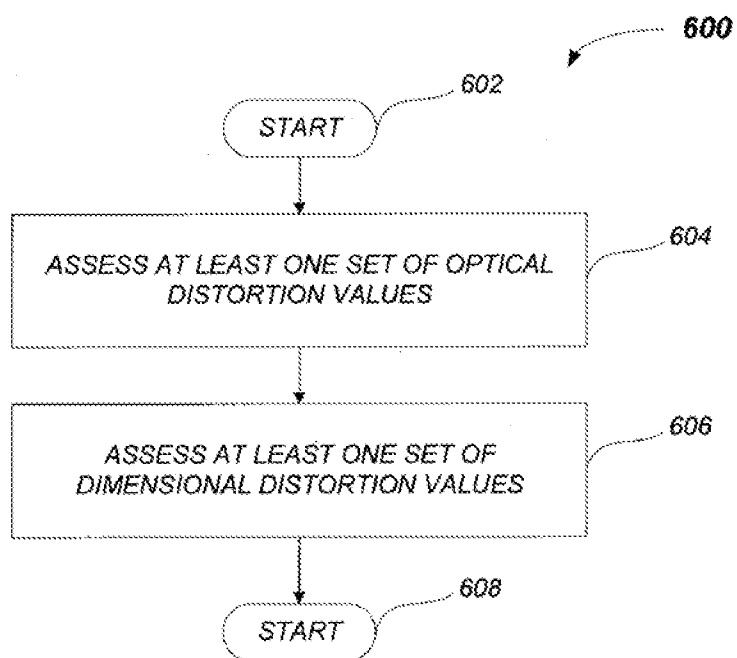 600
602
START
604
ASSESS AT LEAST ONE SET OF OPTICAL
DISTORTION VALUES
606
ASSESS AT LEAST ONE SET OF
DIMENSIONAL DISTORTION VALUES
608
START